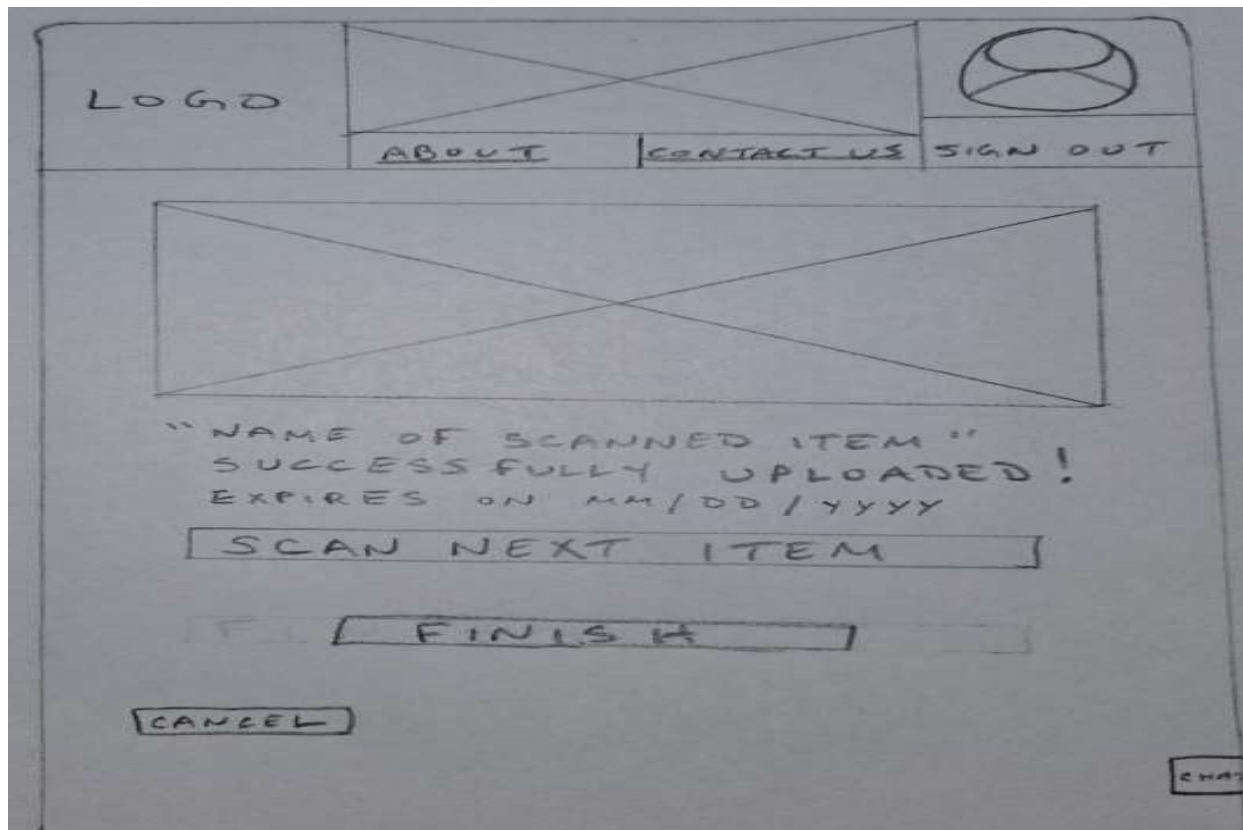 LOGO
ABOUT
CONTACT US
SIGN OUT
"NAME OF SCANNED ITEM"
SUCCESSFULLY UPLOADED!
EXPIRES ON MM/DD/YYYY
SCAN NEXT ITEM
FINISH
CANCEL